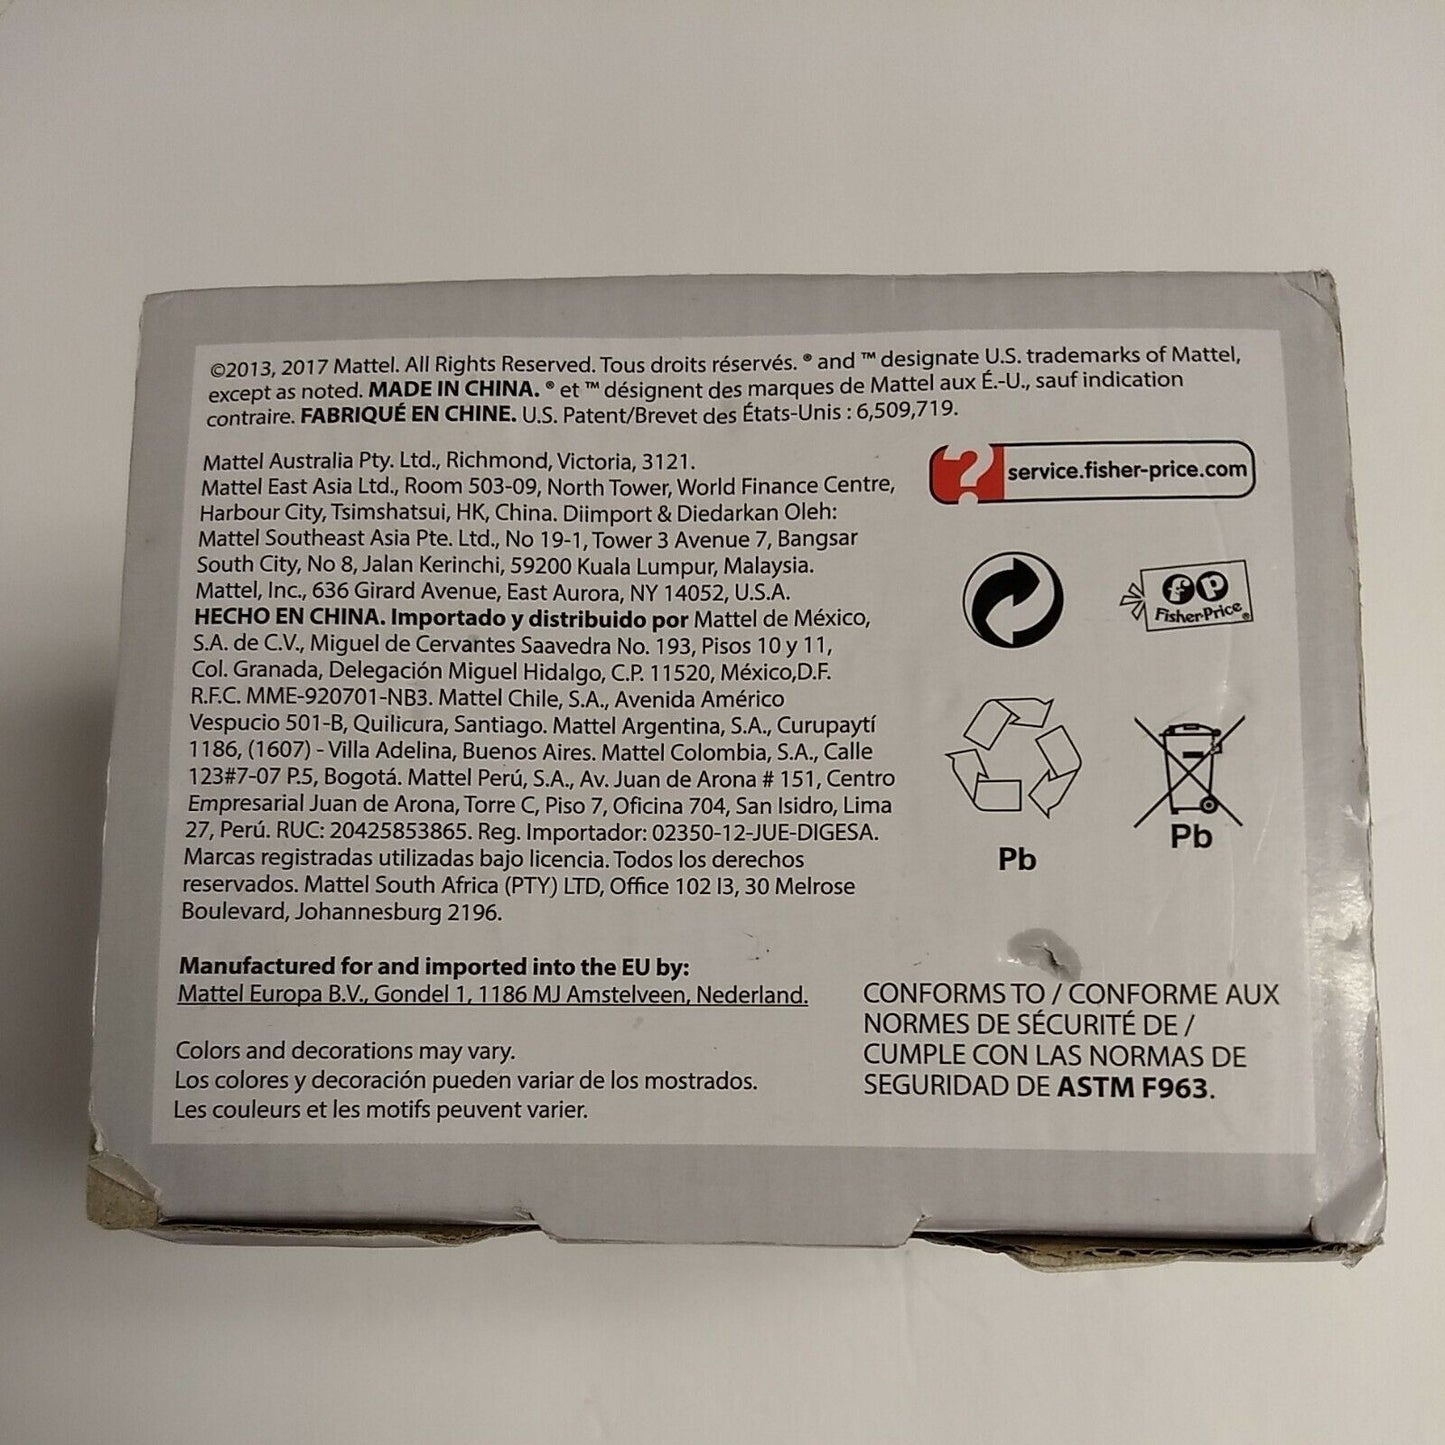 ©2013, 2017 Mattel. All Rights Reserved. Tous droits réservés. ® and ™ designate U.S. trademarks of Mattel,
except as noted. MADE IN CHINA. ® et ™ désignent des marques de Mattel aux É.-U., sauf indication
contraire. FABRIQUÉ EN CHINE. U.S. Patent/Brevet des États-Unis : 6,509,719.
Mattel Australia Pty. Ltd., Richmond, Victoria, 3121.
Mattel East Asia Ltd., Room 503-09, North Tower, World Finance Centre,
Harbour City, Tsimshatsui, HK, China. Diimport & Diedarkan Oleh:
Mattel Southeast Asia Pte. Ltd., No 19-1, Tower 3 Avenue 7, Bangsar
South City, No 8, Jalan Kerinchi, 59200 Kuala Lumpur, Malaysia.
Mattel, Inc., 636 Girard Avenue, East Aurora, NY 14052, U.S.A.
HECHO EN CHINA. Importado y distribuido por Mattel de México,
S.A. de C.V., Miguel de Cervantes Saavedra No. 193, Pisos 10 y 11,
Col. Granada, Delegación Miguel Hidalgo, C.P. 11520, México,D.F.
R.F.C. MME-920701-NB3. Mattel Chile, S.A., Avenida Américo
Vespucio 501-B, Quilicura, Santiago. Mattel Argentina, S.A., Curupaytí
1186, (1607) - Villa Adelina, Buenos Aires. Mattel Colombia, S.A., Calle
123#7-07 P.5, Bogotá. Mattel Perú, S.A., Av. Juan de Arona # 151, Centro
Empresarial Juan de Arona, Torre C, Piso 7, Oficina 704, San Isidro, Lima
27, Perú. RUC: 20425853865. Reg. Importador: 02350-12-JUE-DIGESA.
Marcas registradas utilizadas bajo licencia. Todos los derechos
reservados. Mattel South Africa (PTY) LTD, Office 102 I3, 30 Melrose
Boulevard, Johannesburg 2196.
Manufactured for and imported into the EU by:
Mattel Europa B.V., Gondel 1, 1186 MJ Amstelveen, Nederland.
Colors and decorations may vary.
Los colores y decoración pueden variar de los mostrados.
Les couleurs et les motifs peuvent varier.
? service.fisher-price.com
fp
Fisher-Price®
Pb
Pb
CONFORMS TO / CONFORME AUX
NORMES DE SÉCURITÉ DE /
CUMPLE CON LAS NORMAS DE
SEGURIDAD DE ASTM F963.